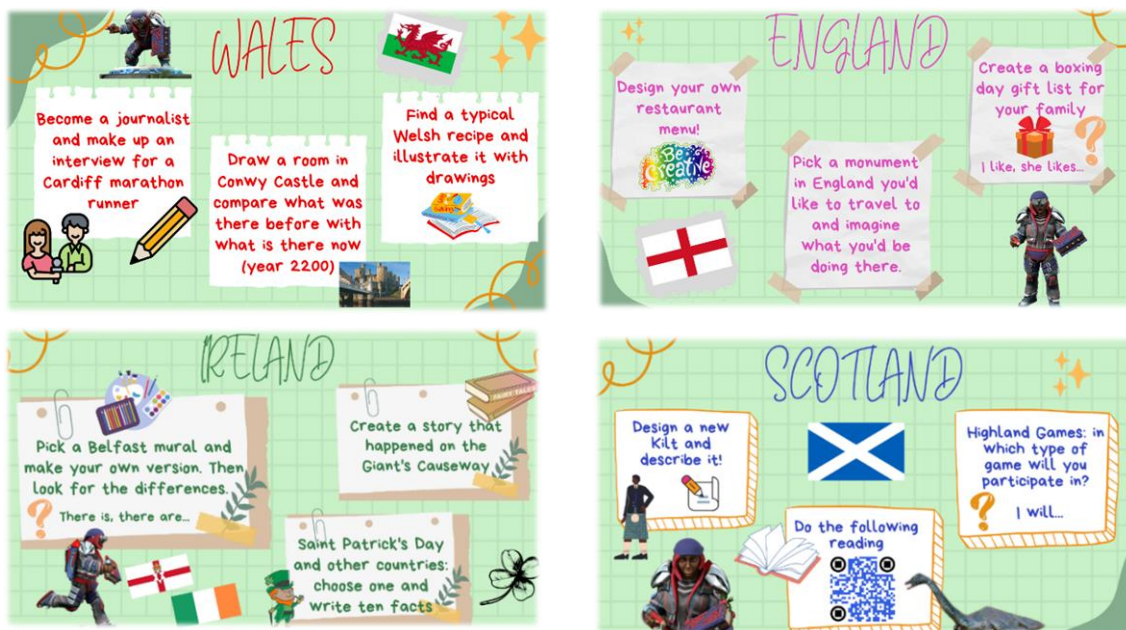 WALES
Become a journalist
and make up an
interview for a
Cardiff marathon
runner
Draw a room in
Conwy Castle and
compare what was
there before with
what is there now
(year 2200)
Find a typical
Welsh recipe and
illustrate it with
drawings
ENGLAND
Design your own
restaurant
menu!
Be
Creative
Pick a monument
in England you'd
like to travel to
and imagine
what you'd be
doing there.
Create a boxing
day gift list for
your family
?
I like, she likes...
IRELAND
Pick a Belfast mural and
make your own version. Then
look for the differences.
? There is, there are...
Create a story that
happened on the
Giant's Causeway
FAIRY TALES
Saint Patrick's Day
and other countries:
choose one and
write ten facts
SCOTLAND
Design a new
Kilt and
describe it!
Do the following
reading
Highland Games: in
which type of
game will you
participate in?
? I will...